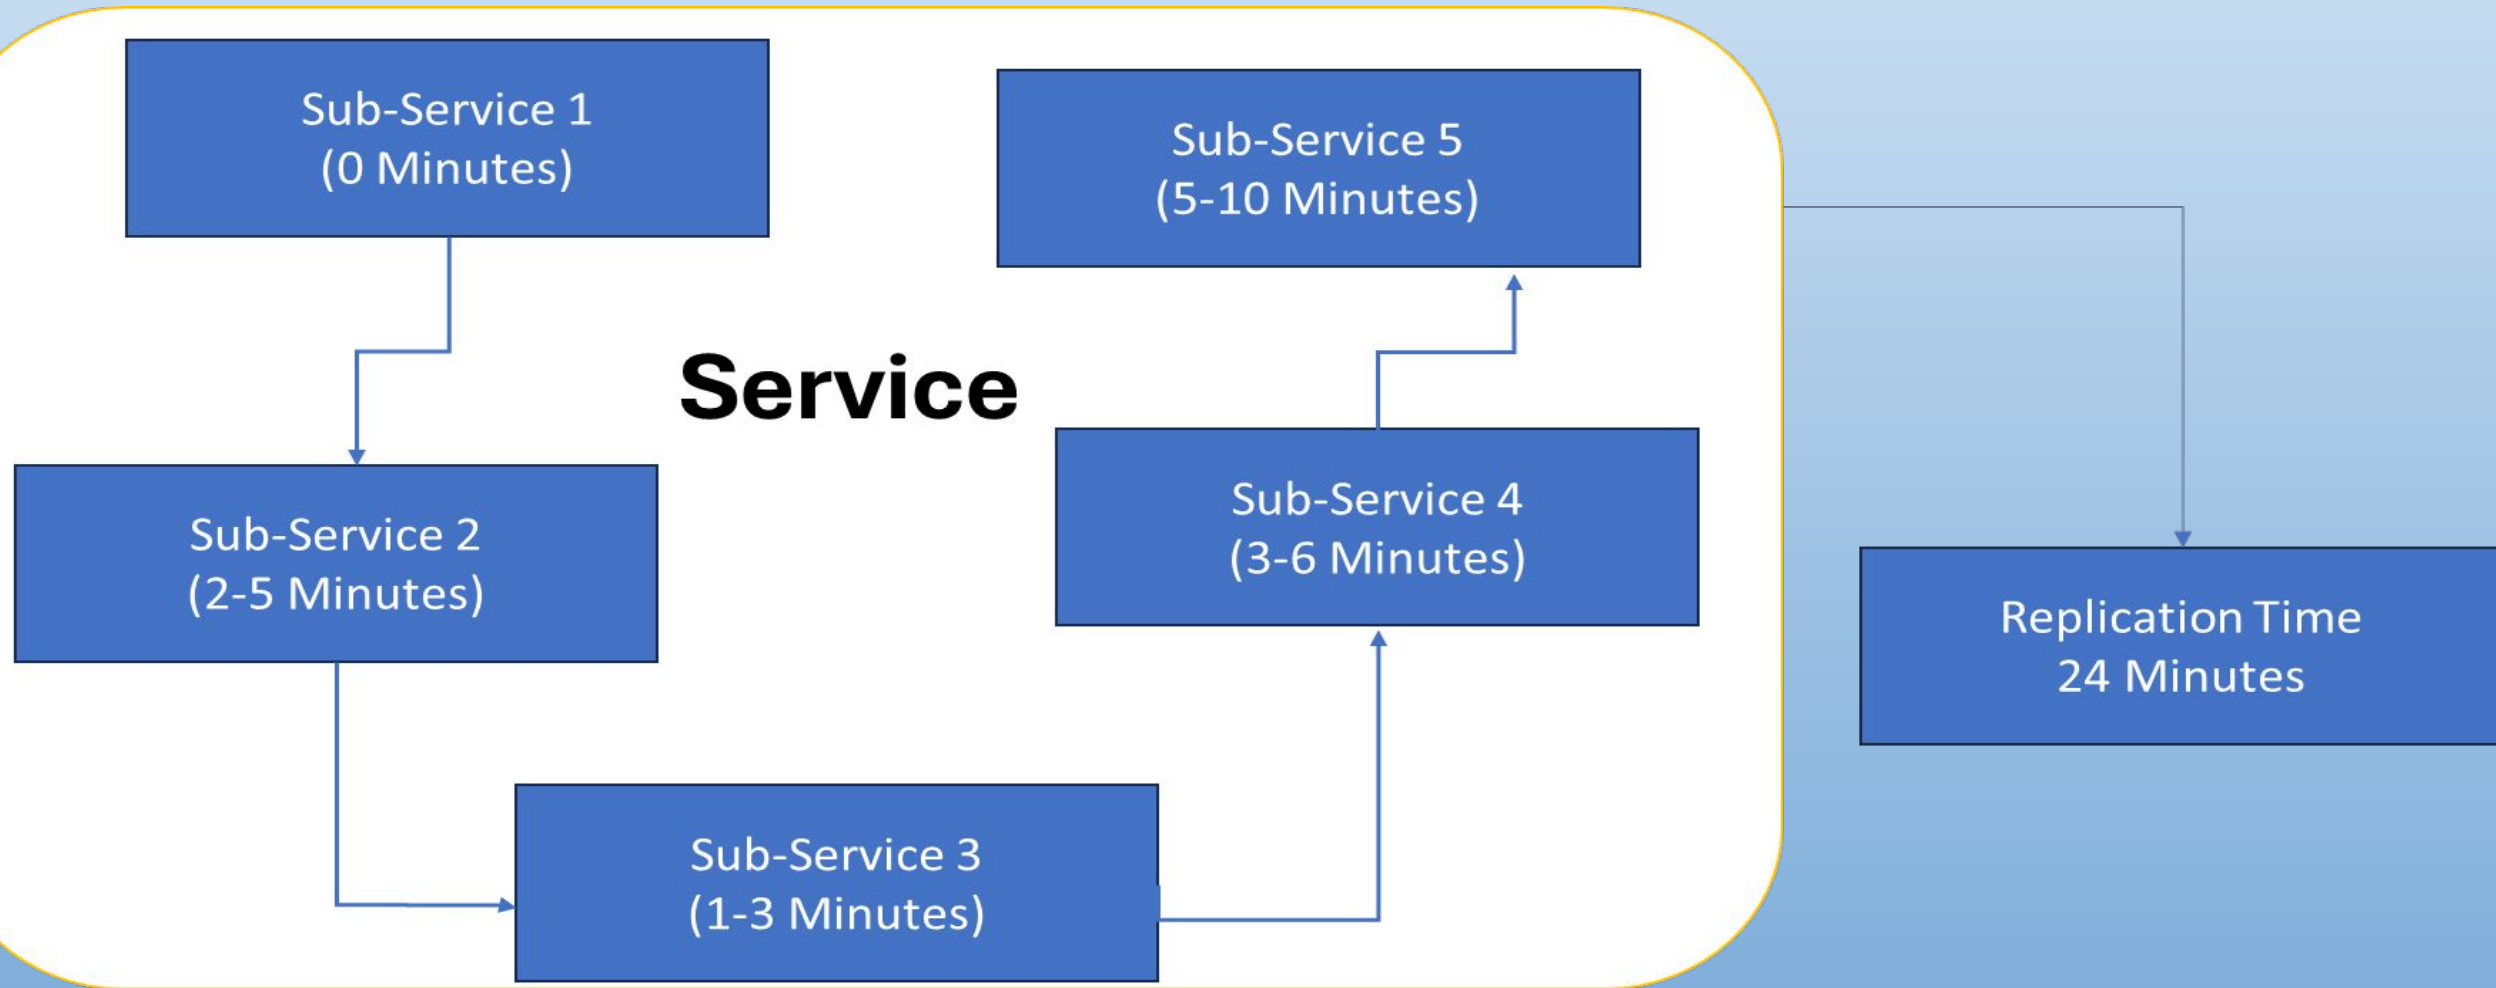 Sub-Service 1
(0 Minutes)
Sub-Service 5
(5-10 Minutes)
Service
Sub-Service 2
(2-5 Minutes)
Sub-Service 4
(3-6 Minutes)
Replication Time
24 Minutes
Sub-Service 3
(1-3 Minutes)